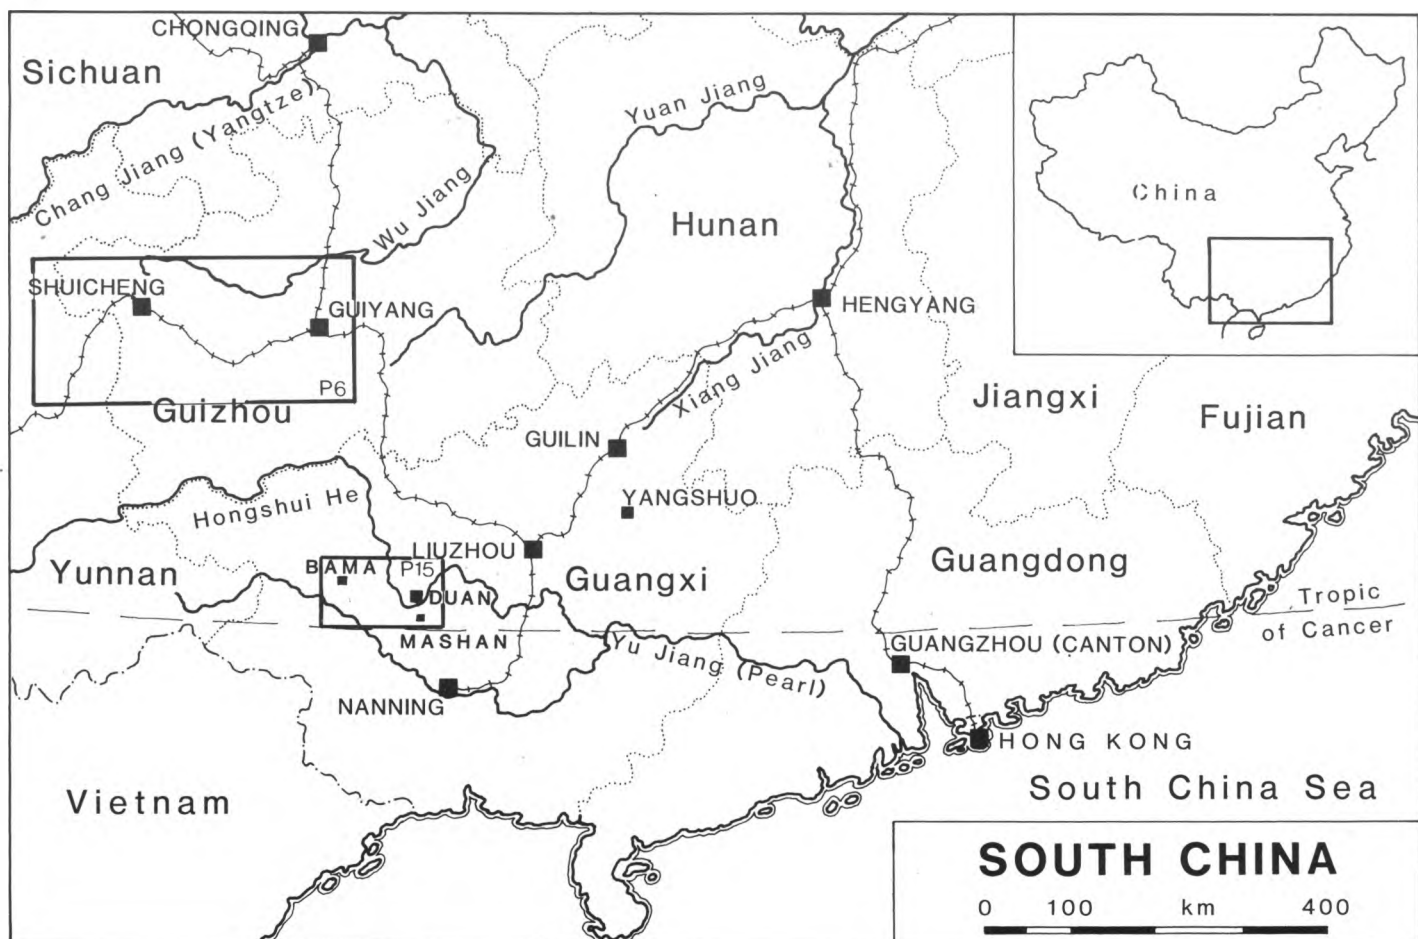 CHONGQING
Sichuan
Chang Jiang (Yangtze)
Wu Jiang
Yuan Jiang
Hunan
China
SHUICHENG
GUIYANG
P6
Guizhou
HENGYANG
Xiang Jiang
Jiangxi
Fujian
GUILIN
YANGSHUO
Hongshui He
LIUZHOU
BAMA
P15
DUAN
MASHAN
Yunnan
Guangxi
Guangdong
Tropic
of Cancer
GUANGZHOU (CANTON)
Yu Jiang (Pearl)
NANNING
HONG KONG
Vietnam
South China Sea
SOUTH CHINA
0 100 km 400